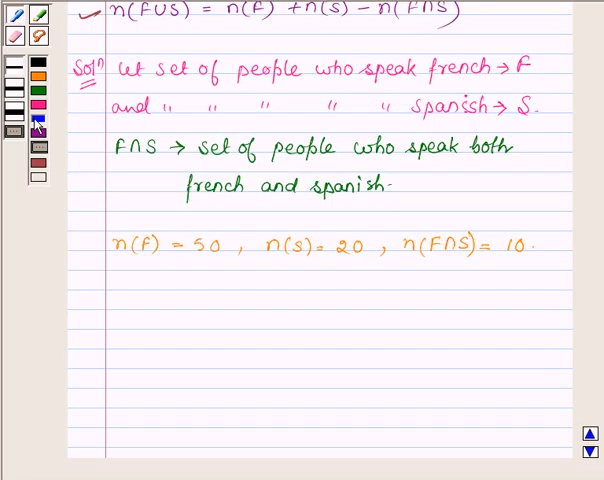 n(FUS) = n(F) + n(S) - n(F∩S)
Solⁿ Let set of people who speak french → F
and " " " " " spanish → S.
F∩S → set of people who speak both
french and spanish.
n(F) = 50 , n(S) = 20 , n(F∩S) = 10.